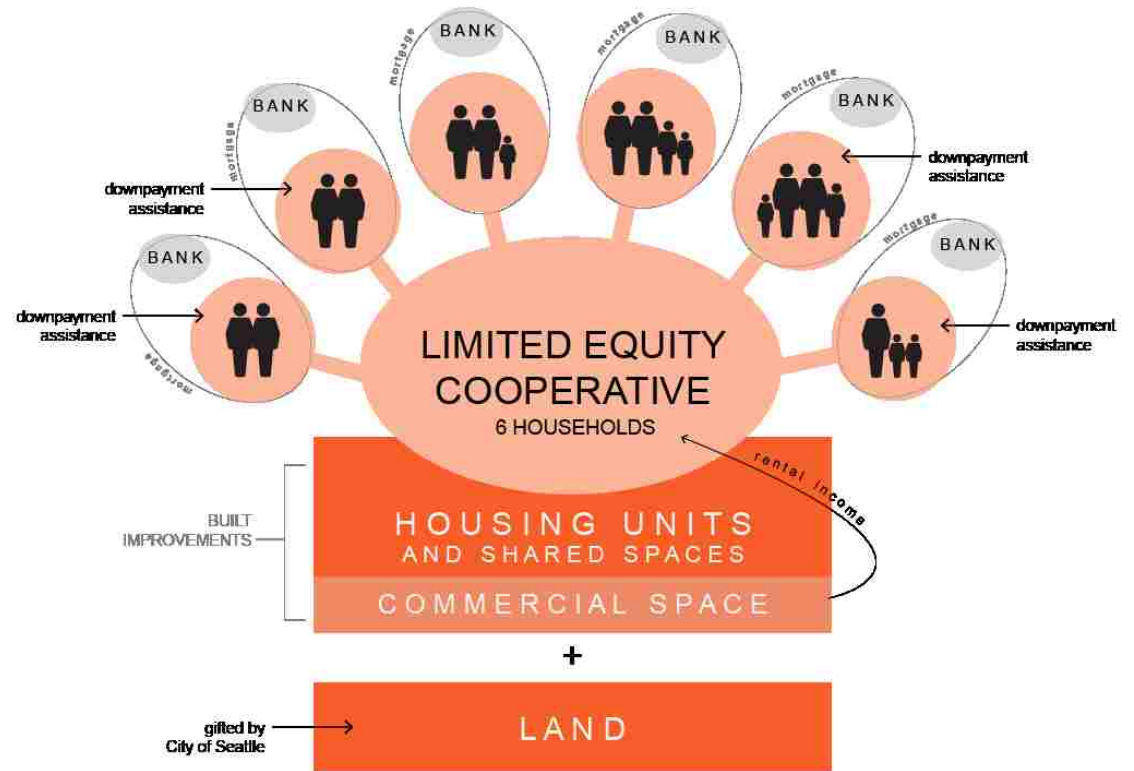 BANK
mortgage
BANK
mortgage
BANK
mortgage
downpayment
assistance
BANK
mortgage
BANK
mortgage
downpayment
assistance
BANK
mortgage
downpayment
assistance
downpayment
assistance
LIMITED EQUITY
COOPERATIVE
6 HOUSEHOLDS
rental income
BUILT
IMPROVEMENTS
HOUSING UNITS
AND SHARED SPACES
COMMERCIAL SPACE
+
LAND
gifted by
City of Seattle